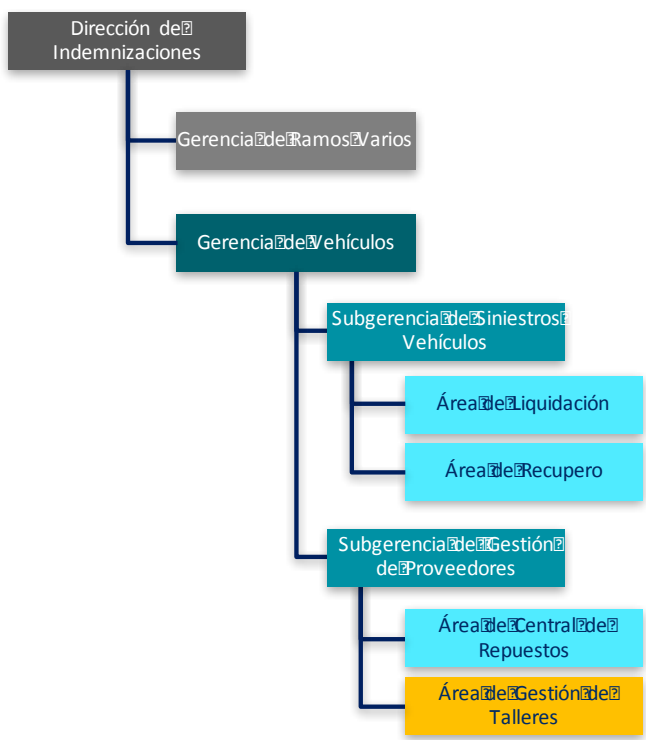 Dirección de
Indemnizaciones
Gerencia de Ramos Varios
Gerencia de Vehículos
Subgerencia de Siniestros
Vehículos
Área de Liquidación
Área de Recupero
Subgerencia de Gestión
de Proveedores
Área de Central de
Repuestos
Área de Gestión de
Talleres